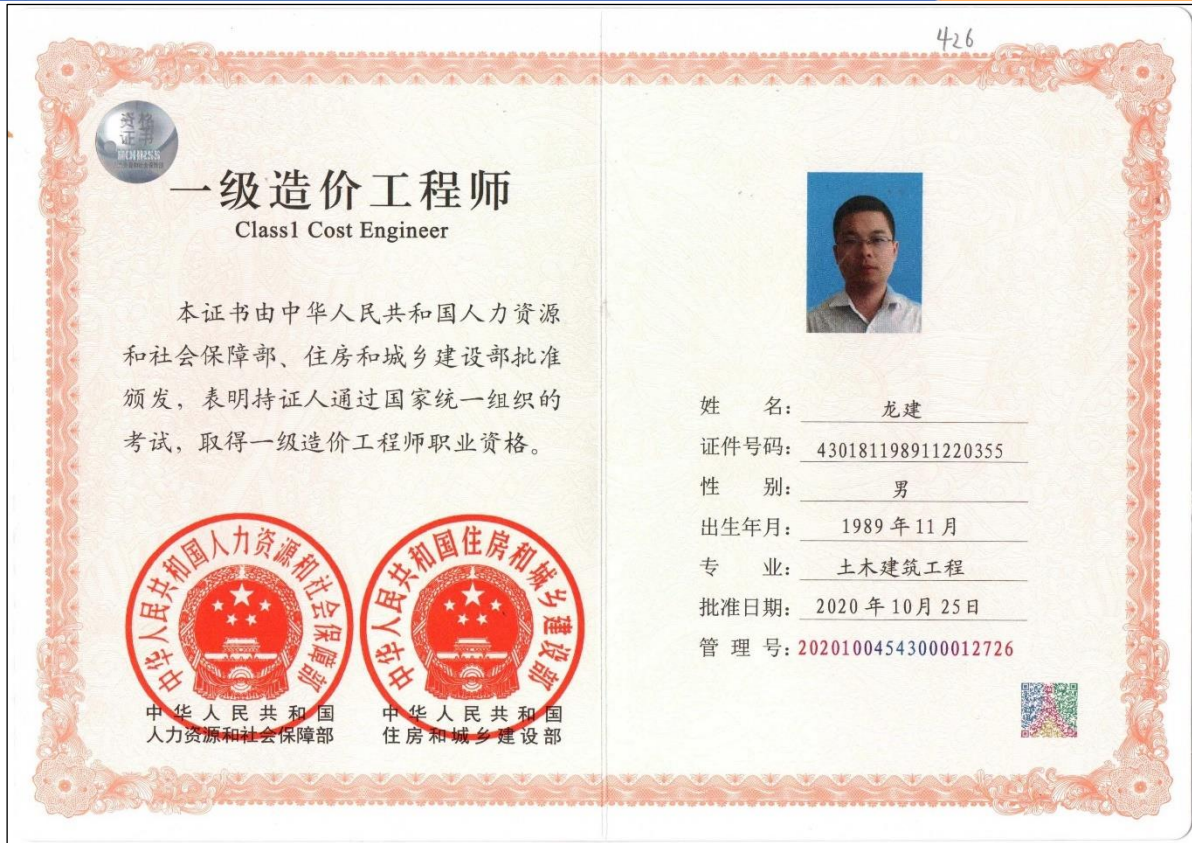 426
资格
证书
一级造价工程师
Class1 Cost Engineer
本证书由中华人民共和国人力资源
和社会保障部、住房和城乡建设部批准
颁发，表明持证人通过国家统一组织的
考试，取得一级造价工程师职业资格。
中华人民共和国人力资源和社会保障部
中华人民共和国住房和城乡建设部
中华人民共和国
人力资源和社会保障部
中华人民共和国
住房和城乡建设部
姓 名： 龙建
证件号码： 430181198911220355
性 别： 男
出生年月： 1989年11月
专 业： 土木建筑工程
批准日期： 2020年10月25日
管 理 号: 20201004543000012726